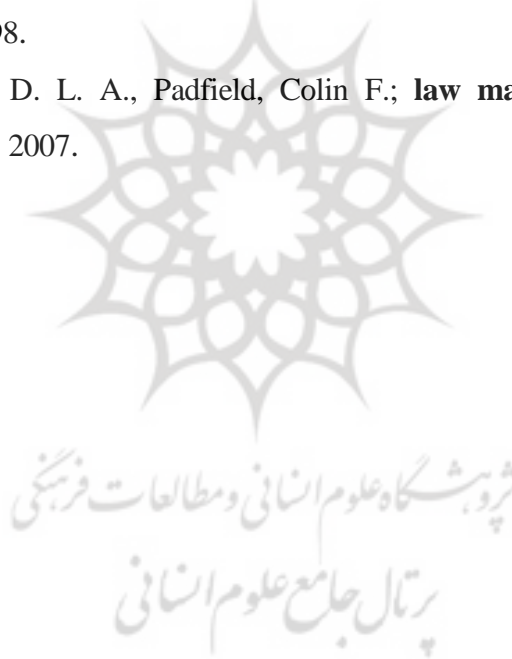 98.
D. L. A., Padfield, Colin F.; law ma
2007.
پژوهشگاه علوم انسانی و مطالعات فرهنگی
پرتال جامع علوم انسانی